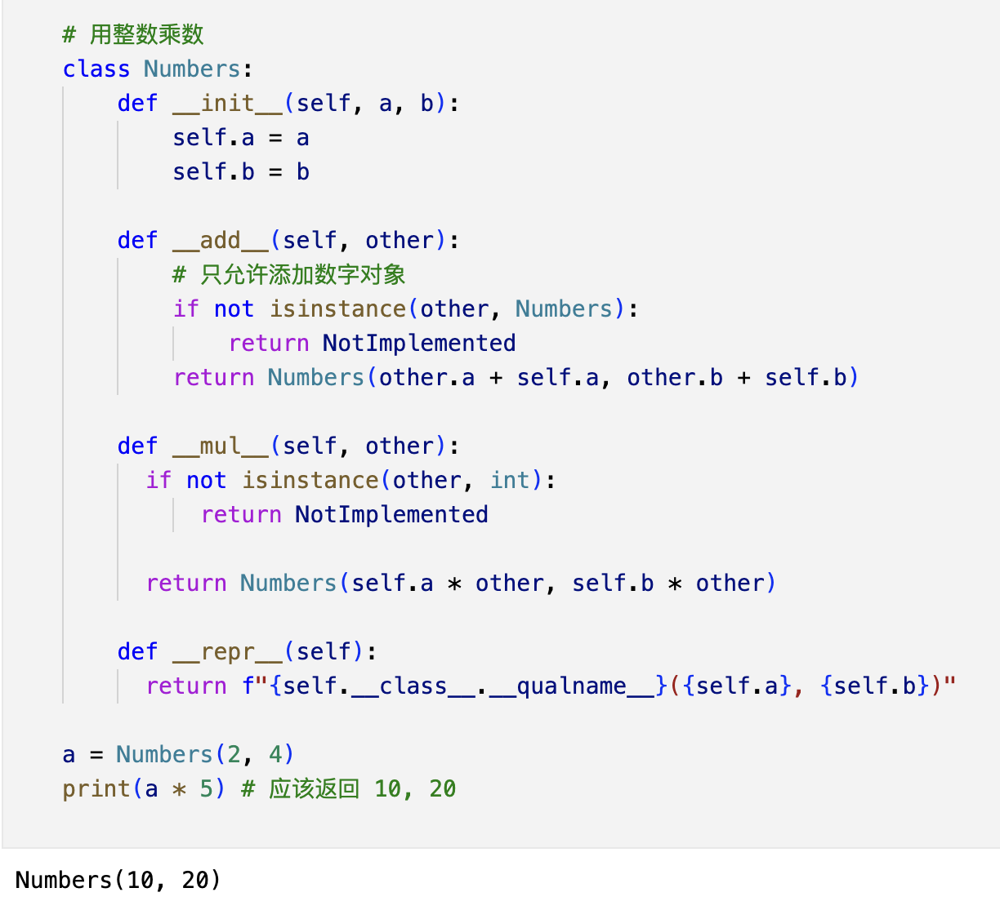 # 用整数乘数
class Numbers:
    def __init__(self, a, b):
        self.a = a
        self.b = b
    def __add__(self, other):
        # 只允许添加数字对象
        if not isinstance(other, Numbers):
            return NotImplemented
        return Numbers(other.a + self.a, other.b + self.b)
    def __mul__(self, other):
      if not isinstance(other, int):
          return NotImplemented
      return Numbers(self.a * other, self.b * other)
    def __repr__(self):
      return f"{self.__class__.__qualname__}({self.a}, {self.b})"
a = Numbers(2, 4)
print(a * 5) # 应该返回 10, 20
Numbers(10, 20)